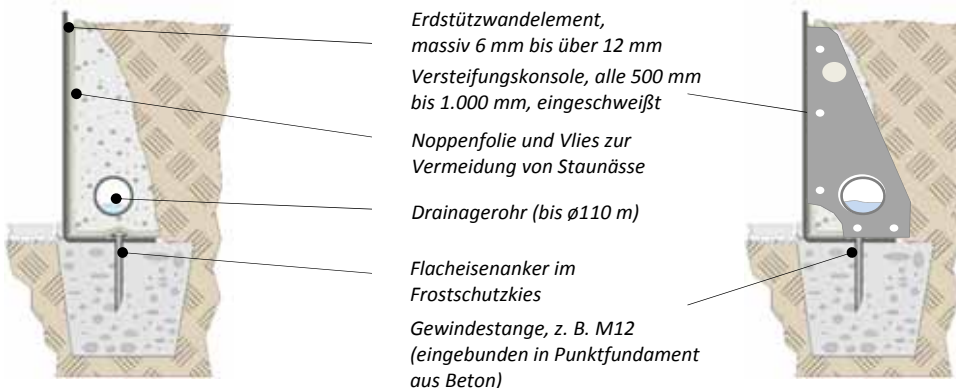 Erdstützwandelement,
massiv 6 mm bis über 12 mm
Versteifungskonsole, alle 500 mm
bis 1.000 mm, eingeschweißt
Noppenfolie und Vlies zur
Vermeidung von Staunässe
Drainagerohr (bis ø110 m)
Flacheisenanker im
Frostschutzkies
Gewindestange, z. B. M12
(eingebunden in Punktfundament
aus Beton)